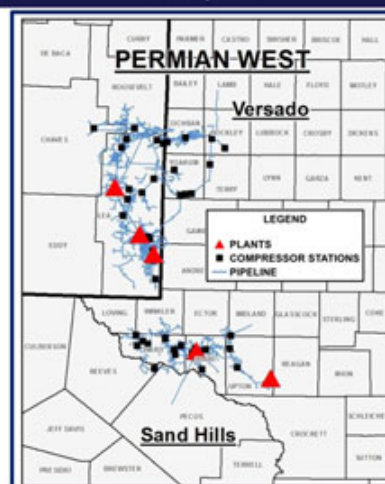 CURRY
PARMER
CASTRO
SWISHER
BRISCOE
HALL
DE BACA
PERMIAN WEST
ROOSEVELT
BAILEY
LAMB
HALE
FLOYD
MOTLEY
Versado
COCHRAN
CHAVES
HOCKLEY
LUBBOCK
CROSBY
DICKENS
YOAKUM
TERRY
LYNN
GARZA
KENT
LEA
LEGEND
PLANTS
COMPRESSOR STATIONS
PIPELINE
EDDY
LOVING
WINKLER
ECTOR
MIDLAND
GLASSCOCK
STERLING
CULBERSON
REEVES
UPTON
REAGAN
IRION
PECOS
JEFF DAVIS
Sand Hills
CROCKETT
SCHLEICHE
SUTTON
PRESIDIO
BREWSTER
TERRELL